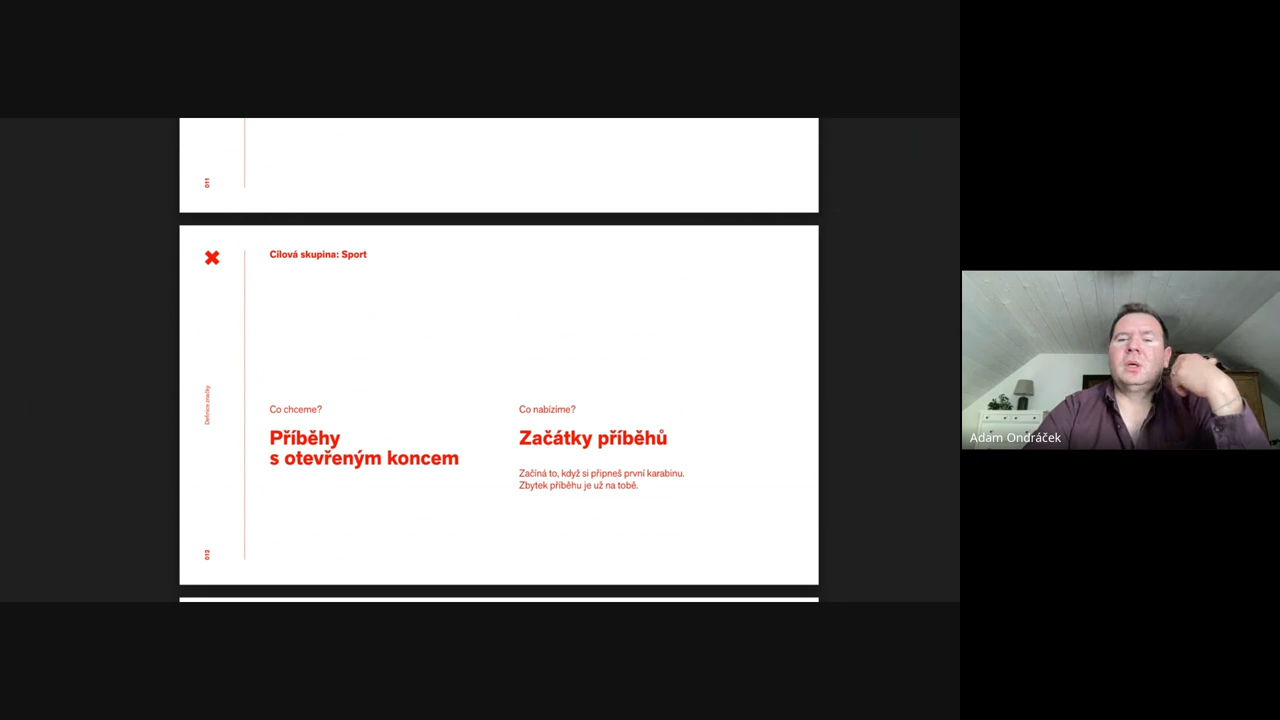 011
Cílová skupina: Sport
Definice značky
Co chceme?
Příběhy
s otevřeným koncem
Co nabízíme?
Začátky příběhů
Začíná to, když si připneš první karabinu.
Zbytek příběhu je už na tobě.
012
Adam Ondráček